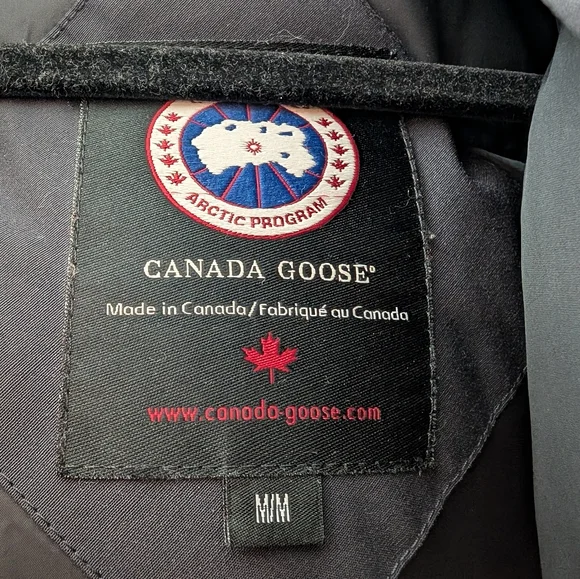 ARCTIC PROGRAM
CANADA GOOSE®
Made in Canada/Fabriqué au Canada
www.canada-goose.com
M/M